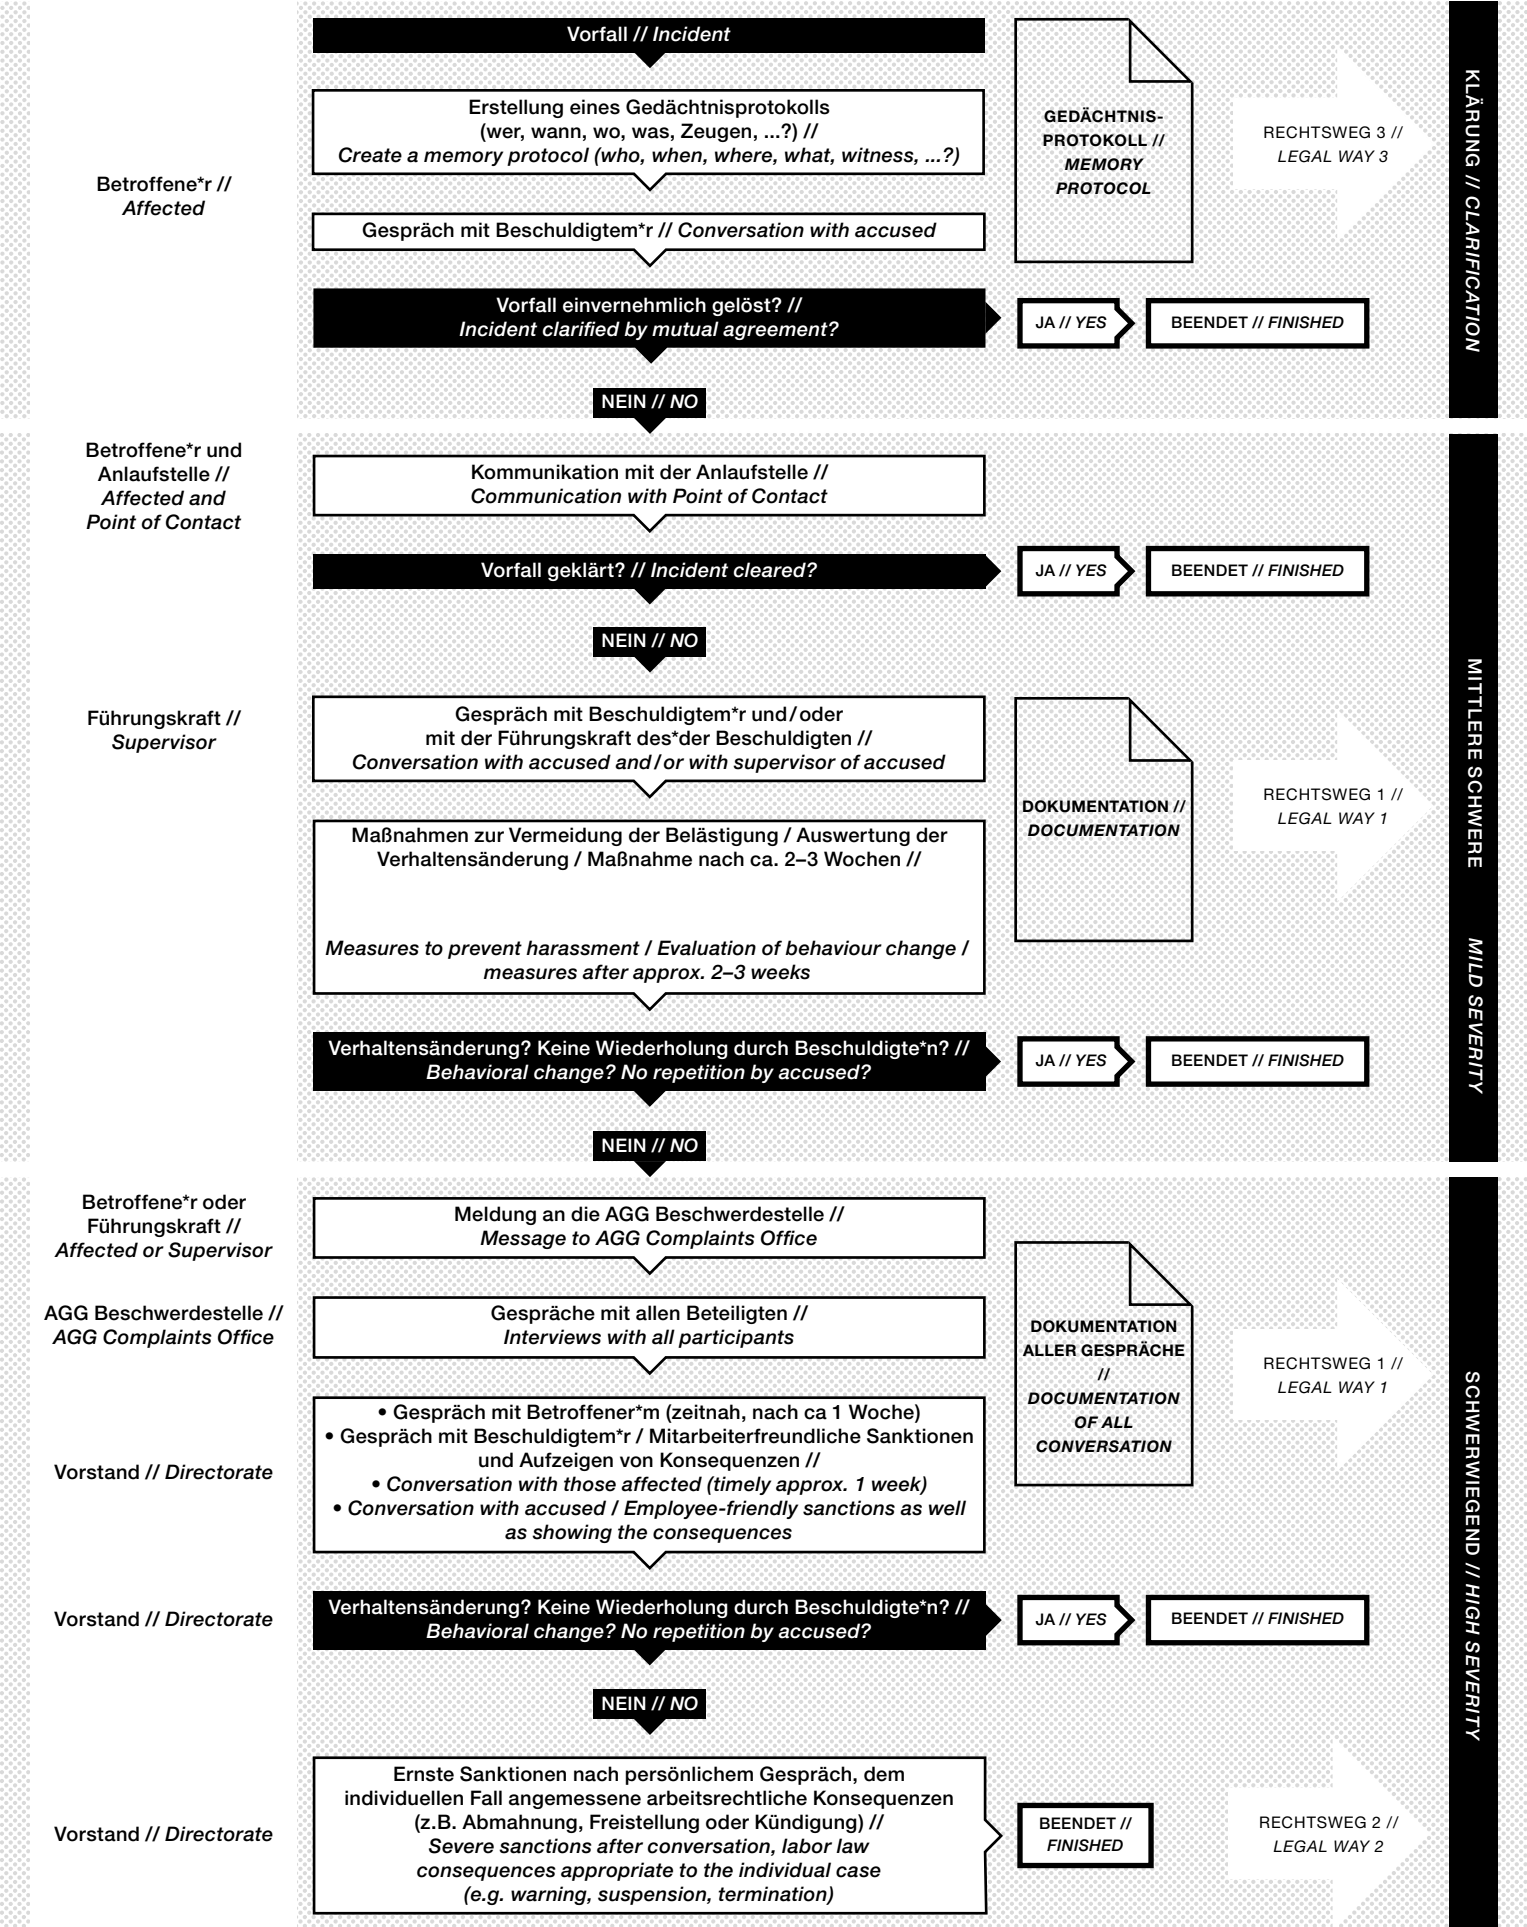 Vorfall // Incident
Betroffene*r //
Affected
Erstellung eines Gedächtnisprotokolls
(wer, wann, wo, was, Zeugen, ...?) //
Create a memory protocol (who, when, where, what, witness, ...?)
Gespräch mit Beschuldigtem*r // Conversation with accused
GEDÄCHTNIS-
PROTOKOLL //
MEMORY
PROTOCOL
RECHTSWEG 3 //
LEGAL WAY 3
Vorfall einvernehmlich gelöst? //
Incident clarified by mutual agreement?
JA // YES
BEENDET // FINISHED
NEIN // NO
KLÄRUNG // CLARIFICATION
Betroffene*r und
Anlaufstelle //
Affected and
Point of Contact
Kommunikation mit der Anlaufstelle //
Communication with Point of Contact
Vorfall geklärt? // Incident cleared?
JA // YES
BEENDET // FINISHED
NEIN // NO
Führungskraft //
Supervisor
Gespräch mit Beschuldigtem*r und/oder
mit der Führungskraft des*der Beschuldigten //
Conversation with accused and/or with supervisor of accused
Maßnahmen zur Vermeidung der Belästigung / Auswertung der
Verhaltensänderung / Maßnahme nach ca. 2–3 Wochen //
Measures to prevent harassment / Evaluation of behaviour change /
measures after approx. 2–3 weeks
DOKUMENTATION //
DOCUMENTATION
RECHTSWEG 1 //
LEGAL WAY 1
Verhaltensänderung? Keine Wiederholung durch Beschuldigte*n? //
Behavioral change? No repetition by accused?
JA // YES
BEENDET // FINISHED
NEIN // NO
MITTLERE SCHWERE MILD SEVERITY
Betroffene*r oder
Führungskraft //
Affected or Supervisor
Meldung an die AGG Beschwerdestelle //
Message to AGG Complaints Office
AGG Beschwerdestelle //
AGG Complaints Office
Gespräche mit allen Beteiligten //
Interviews with all participants
Vorstand // Directorate
• Gespräch mit Betroffener*m (zeitnah, nach ca 1 Woche)
• Gespräch mit Beschuldigtem*r / Mitarbeiterfreundliche Sanktionen
und Aufzeigen von Konsequenzen //
• Conversation with those affected (timely approx. 1 week)
• Conversation with accused / Employee-friendly sanctions as well
as showing the consequences
DOKUMENTATION
ALLER GESPRÄCHE
//
DOCUMENTATION
OF ALL
CONVERSATION
RECHTSWEG 1 //
LEGAL WAY 1
Vorstand // Directorate
Verhaltensänderung? Keine Wiederholung durch Beschuldigte*n? //
Behavioral change? No repetition by accused?
JA // YES
BEENDET // FINISHED
NEIN // NO
Vorstand // Directorate
Ernste Sanktionen nach persönlichem Gespräch, dem
individuellen Fall angemessene arbeitsrechtliche Konsequenzen
(z.B. Abmahnung, Freistellung oder Kündigung) //
Severe sanctions after conversation, labor law
consequences appropriate to the individual case
(e.g. warning, suspension, termination)
BEENDET //
FINISHED
RECHTSWEG 2 //
LEGAL WAY 2
SCHWERWIEGEND // HIGH SEVERITY